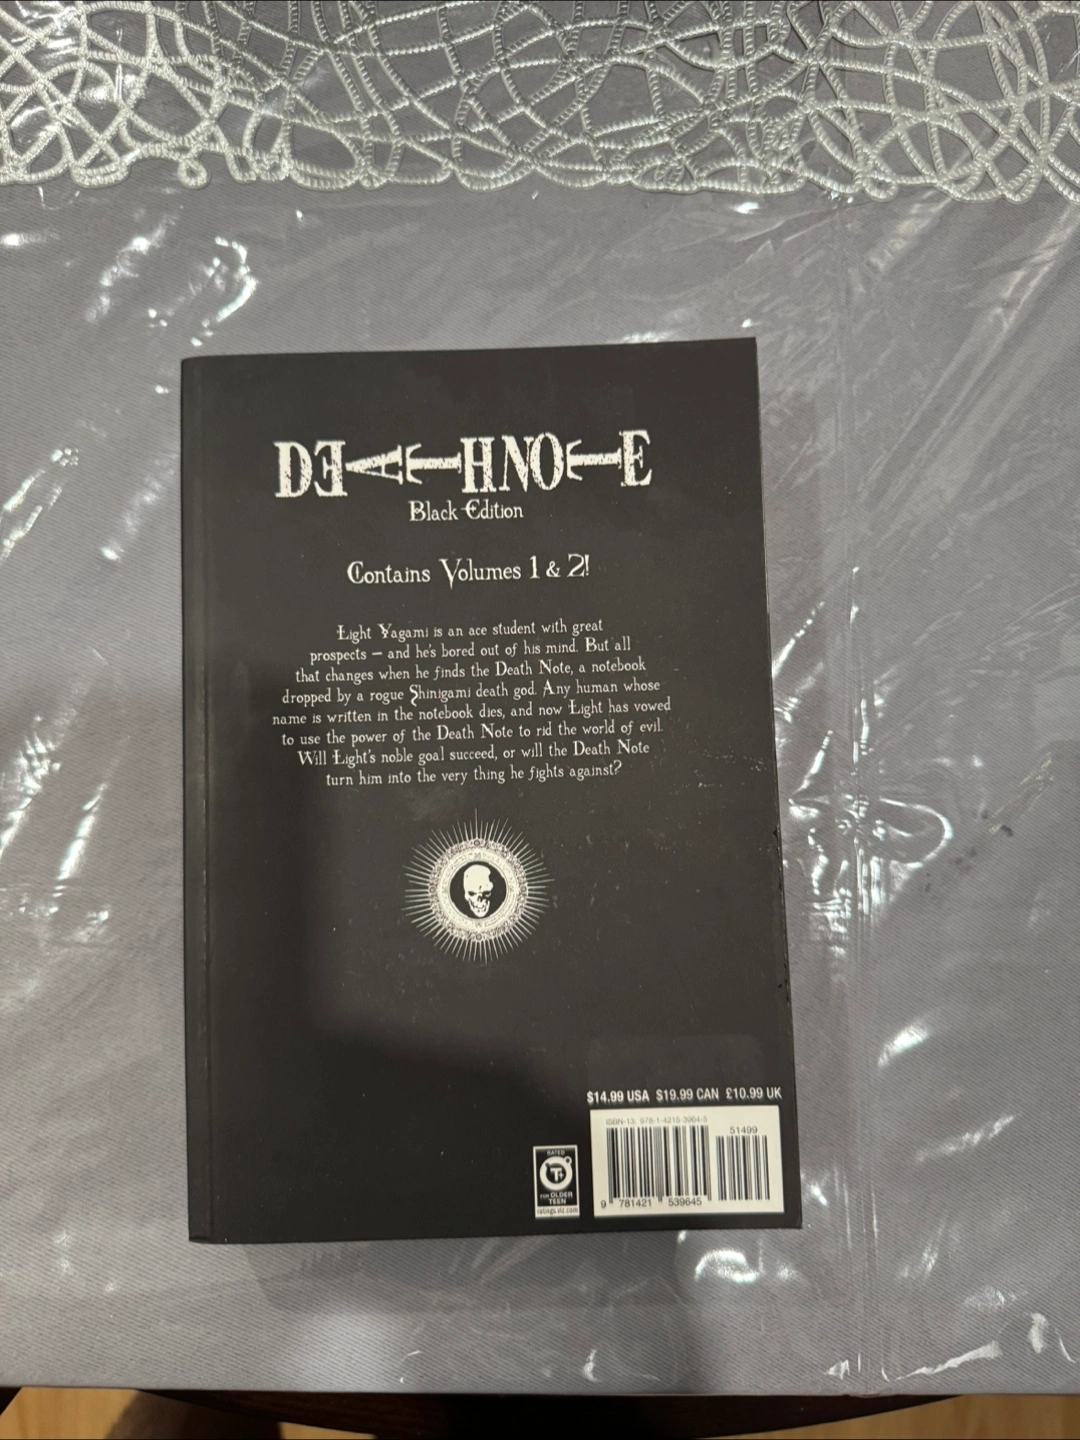 DEATHNOTE
Black Edition
Contains Volumes 1 & 2!
Light Yagami is an ace student with great
prospects – and he's bored out of his mind. But all
that changes when he finds the Death Note, a notebook
dropped by a rogue Shinigami death god. Any human whose
name is written in the notebook dies, and now Light has vowed
to use the power of the Death Note to rid the world of evil.
Will Light's noble goal succeed, or will the Death Note
turn him into the very thing he fights against?
$14.99 USA $19.99 CAN £10.99 UK
ISBN-13: 978-1-4215-3964-5
51499
9 781421 539645
RATED
T+
FOR OLDER
TEEN
ratings.viz.com